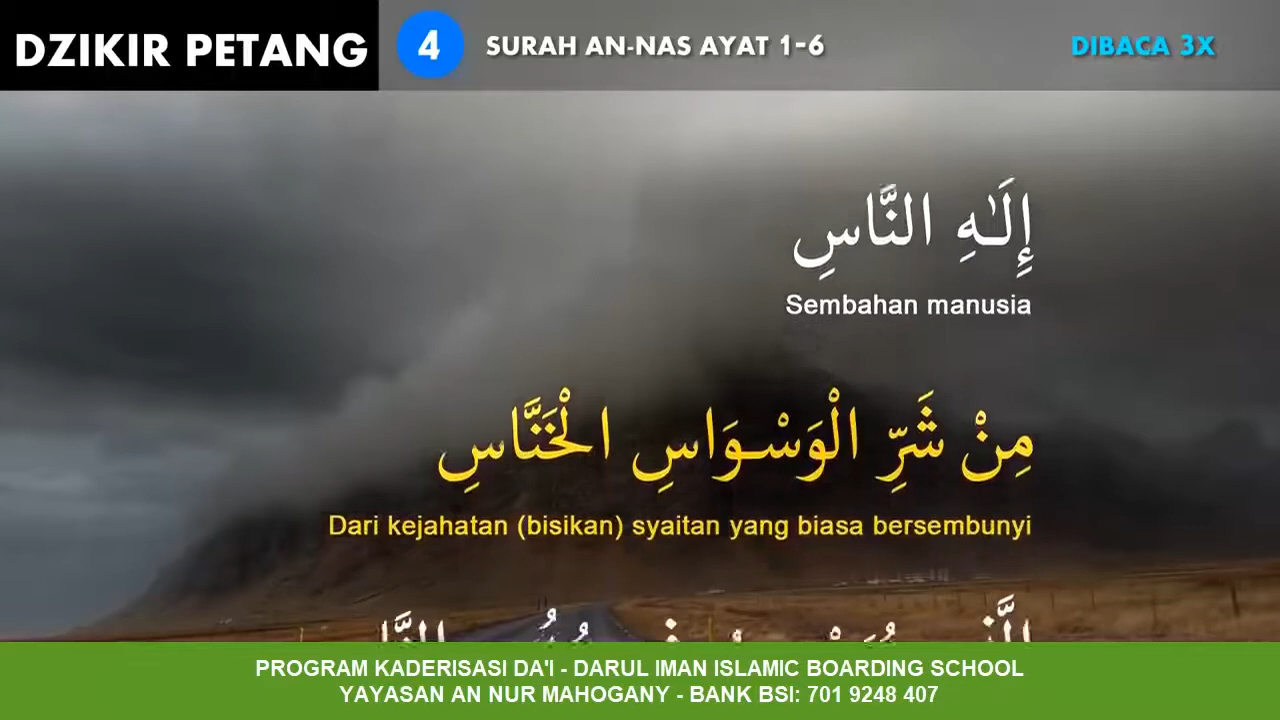 DZIKIR PETANG
4
SURAH AN-NAS AYAT 1-6
DIBACA 3X
إِلَـٰهِ النَّاسِ
Sembahan manusia
مِنْ شَرِّ الْوَسْوَاسِ الْخَنَّاسِ
Dari kejahatan (bisikan) syaitan yang biasa bersembunyi
PROGRAM KADERISASI DA'I - DARUL IMAN ISLAMIC BOARDING SCHOOL
YAYASAN AN NUR MAHOGANY - BANK BSI: 701 9248 407